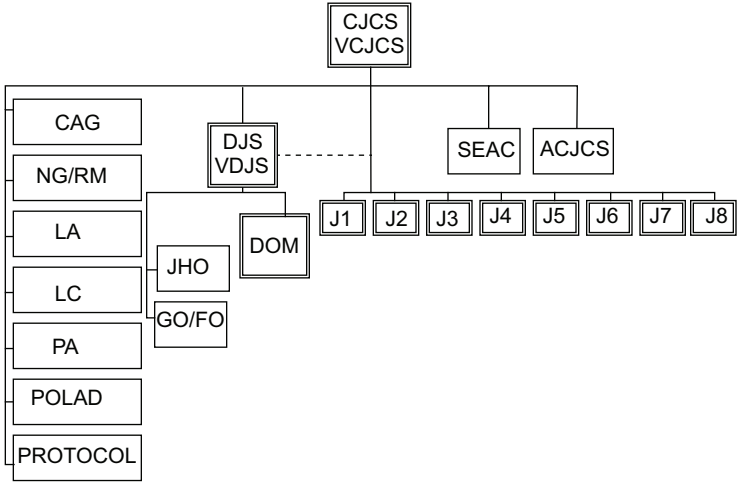 CJCS
VCJCS
CAG
DJS
VDJS
SEAC
ACJCS
NG/RM
LA
J1
J2
J3
J4
J5
J6
J7
J8
DOM
JHO
LC
GO/FO
PA
POLAD
PROTOCOL